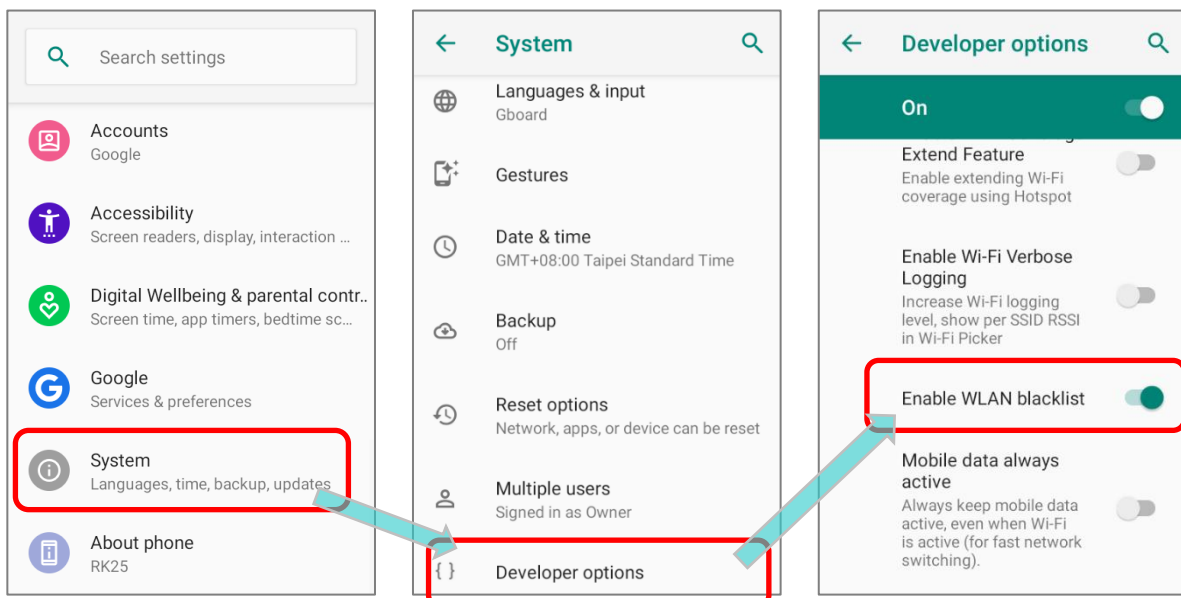 Search settings
Accounts
Google
Accessibility
Screen readers, display, interaction ...
Digital Wellbeing & parental contr..
Screen time, app timers, bedtime sc...
Google
Services & preferences
System
Languages, time, backup, updates
About phone
RK25
System
Languages & input
Gboard
Gestures
Date & time
GMT+08:00 Taipei Standard Time
Backup
Off
Reset options
Network, apps, or device can be reset
Multiple users
Signed in as Owner
{ } Developer options
Developer options
On
Extend Feature
Enable extending Wi-Fi
coverage using Hotspot
Enable Wi-Fi Verbose
Logging
Increase Wi-Fi logging
level, show per SSID RSSI
in Wi-Fi Picker
Enable WLAN blacklist
Mobile data always
active
Always keep mobile data
active, even when Wi-Fi
is active (for fast network
switching).